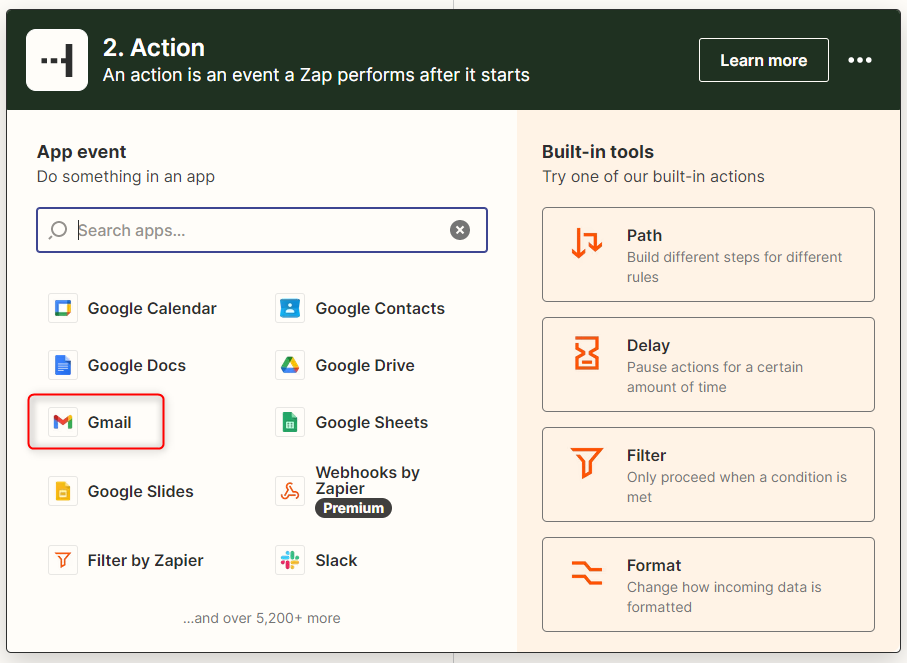 2. Action
An action is an event a Zap performs after it starts
Learn more
App event
Do something in an app
Search apps...
Google Calendar
Google Contacts
Google Docs
Google Drive
Gmail
Google Sheets
Google Slides
Webhooks by
Zapier
Premium
Filter by Zapier
Slack
...and over 5,200+ more
Built-in tools
Try one of our built-in actions
Path
Build different steps for different
rules
Delay
Pause actions for a certain
amount of time
Filter
Only proceed when a condition is
met
Format
Change how incoming data is
formatted